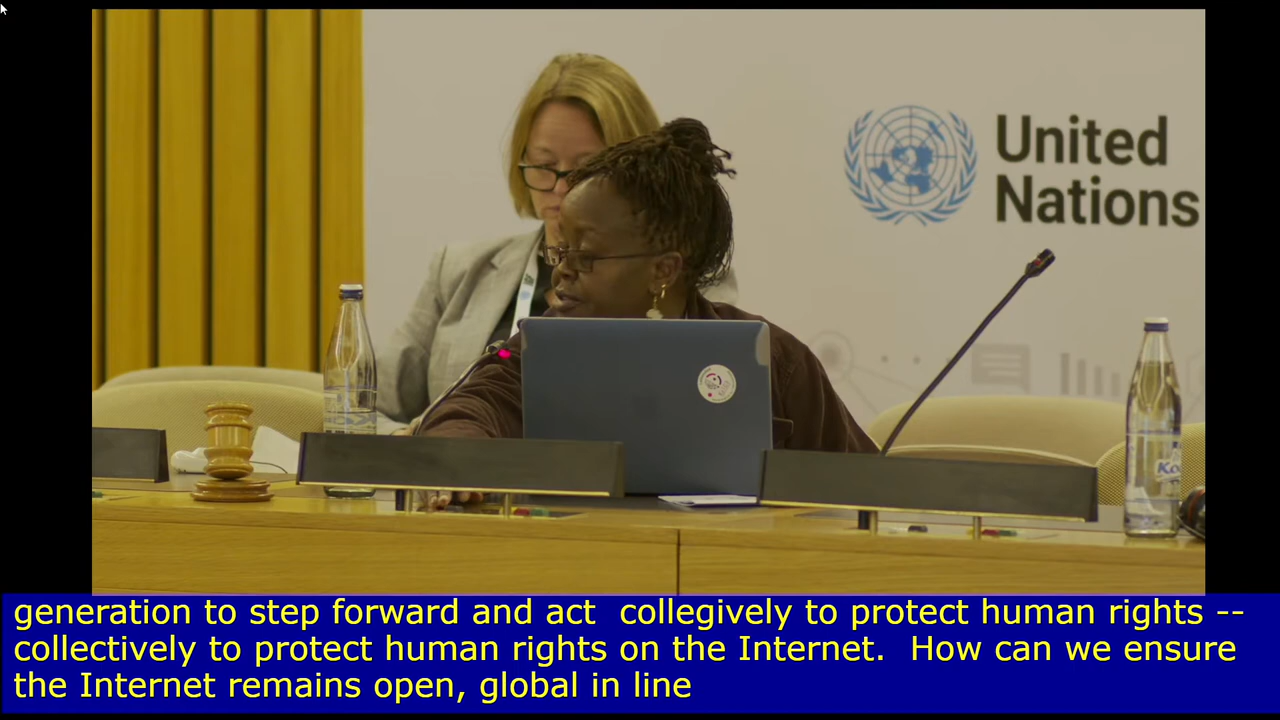 United
Nations
generation to step forward and act  collegively to protect human rights --
collectively to protect human rights on the Internet.  How can we ensure
the Internet remains open, global in line